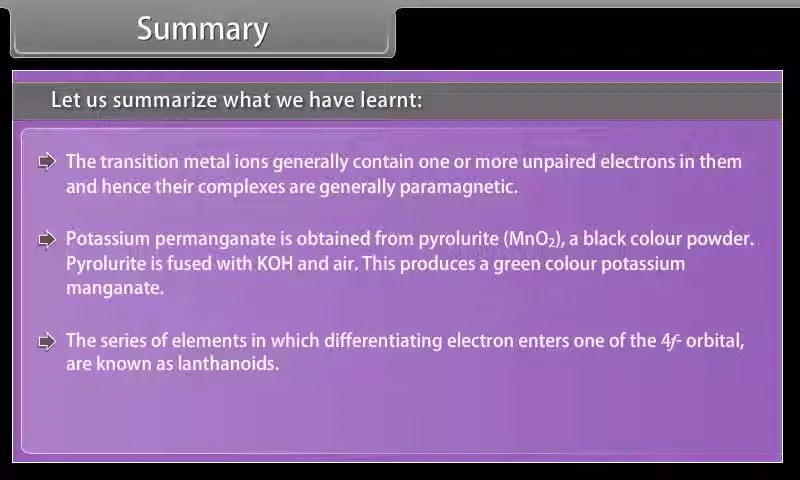 Summary
Let us summarize what we have learnt:
The transition metal ions generally contain one or more unpaired electrons in them
and hence their complexes are generally paramagnetic.
Potassium permanganate is obtained from pyrolurite (MnO₂), a black colour powder.
Pyrolurite is fused with KOH and air. This produces a green colour potassium
manganate.
The series of elements in which differentiating electron enters one of the 4f- orbital,
are known as lanthanoids.